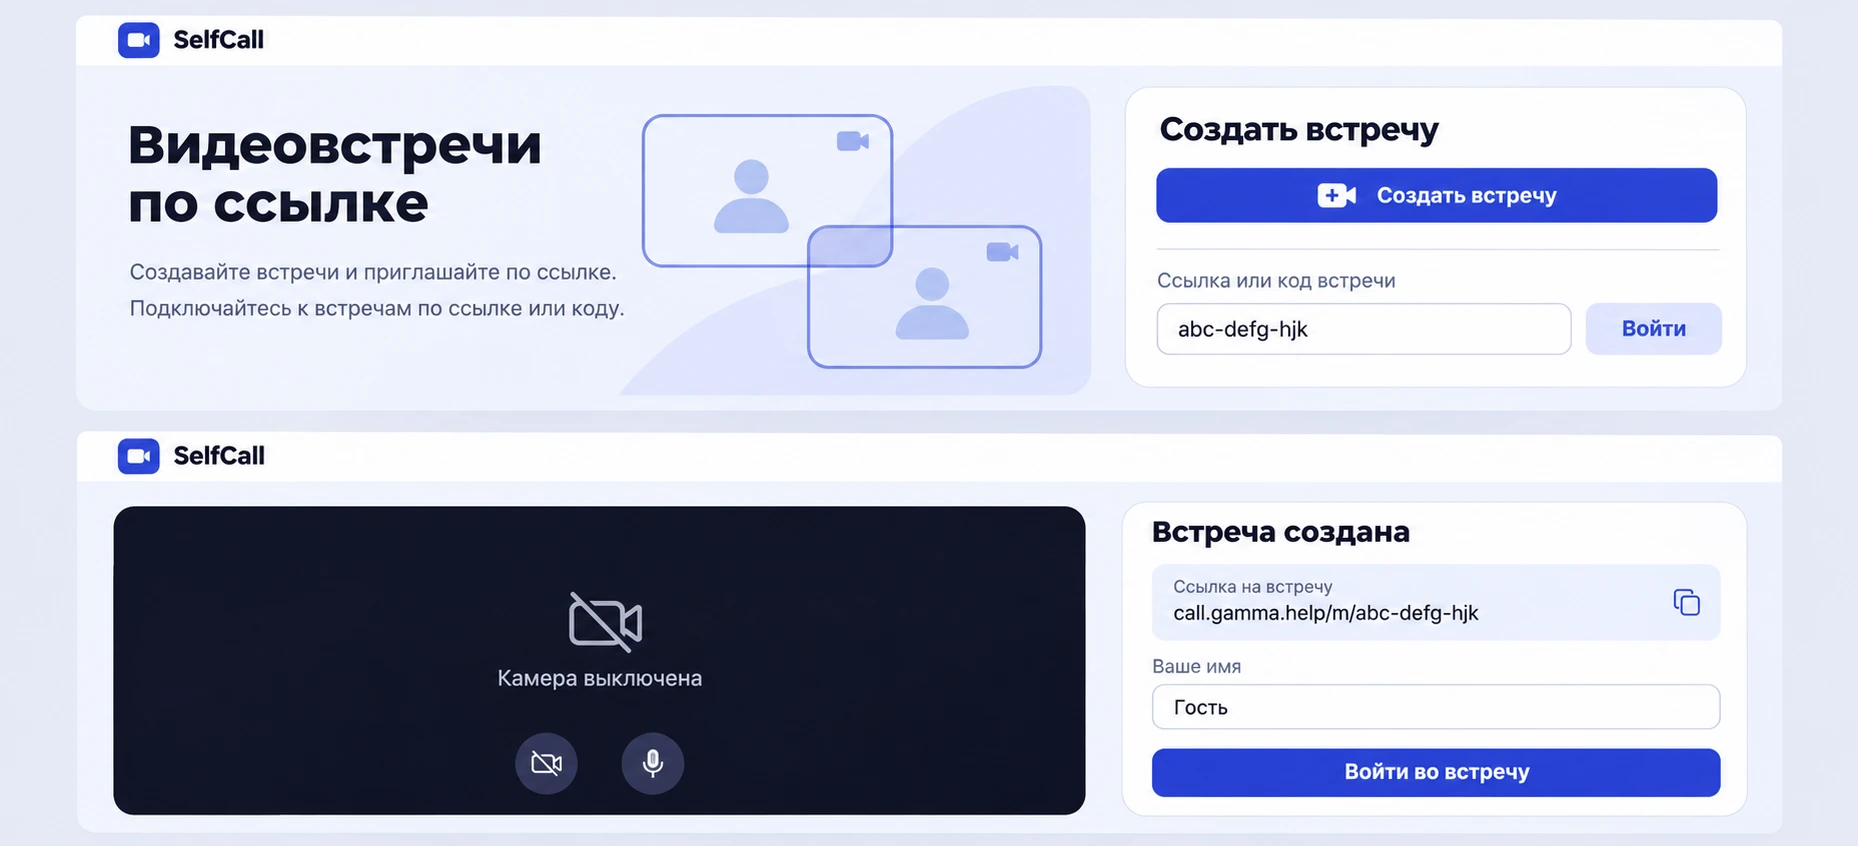 SelfCall
Видеовстречи
по ссылке
Создавайте встречи и приглашайте по ссылке.
Подключайтесь к встречам по ссылке или коду.
Создать встречу
Создать встречу
Ссылка или код встречи
abc-defg-hjk
Войти
SelfCall
Камера выключена
Встреча создана
Ссылка на встречу
call.gamma.help/m/abc-defg-hjk
Ваше имя
Гость
Войти во встречу